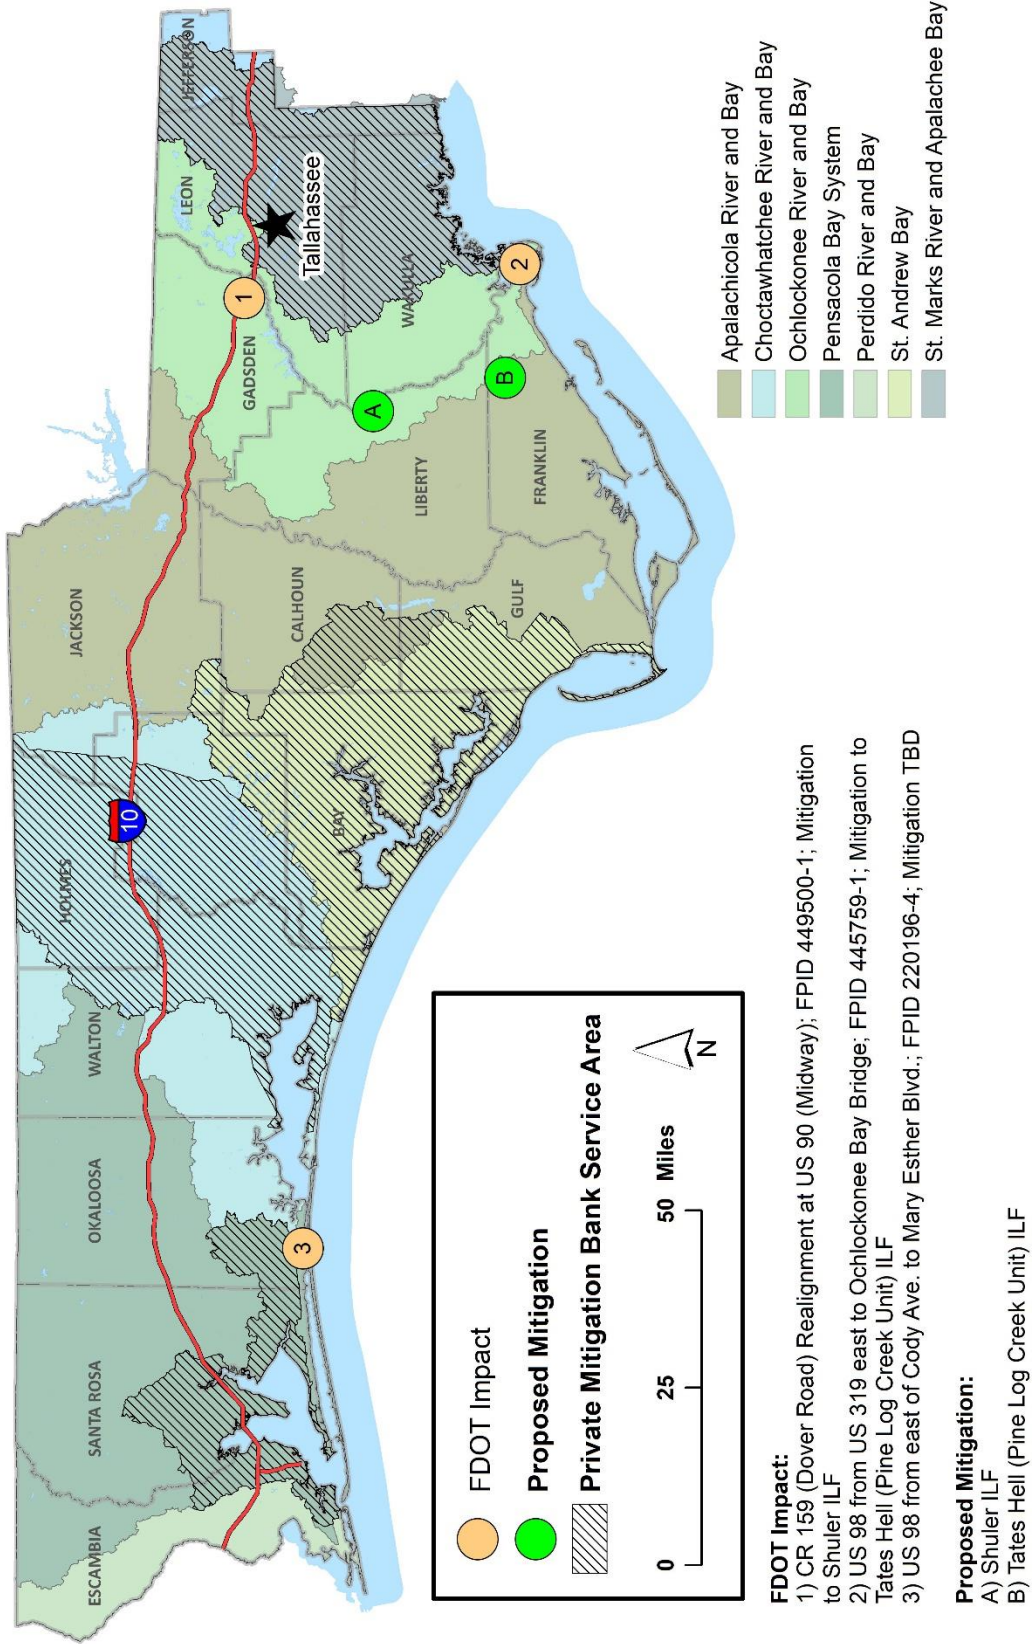 ESCAMBIA
SANTA ROSA
OKALOOSA
WALTON
HOLMES
JACKSON
10
BAY
CALHOUN
GULF
LIBERTY
FRANKLIN
GADSDEN
LEON
JEFFERSON
WAKULLA
Tallahassee
1
2
3
A
B
FDOT Impact
Proposed Mitigation
Private Mitigation Bank Service Area
0 25 50 Miles
N
Apalachicola River and Bay
Choctawhatchee River and Bay
Ochlockonee River and Bay
Pensacola Bay System
Perdido River and Bay
St. Andrew Bay
St. Marks River and Apalachee Bay
FDOT Impact:
1) CR 159 (Dover Road) Realignment at US 90 (Midway); FPID 449500-1; Mitigation
to Shuler ILF
2) US 98 from US 319 east to Ochlockonee Bay Bridge; FPID 445759-1; Mitigation to
Tates Hell (Pine Log Creek Unit) ILF
3) US 98 from east of Cody Ave. to Mary Esther Blvd.; FPID 220196-4; Mitigation TBD
Proposed Mitigation:
A) Shuler ILF
B) Tates Hell (Pine Log Creek Unit) ILF